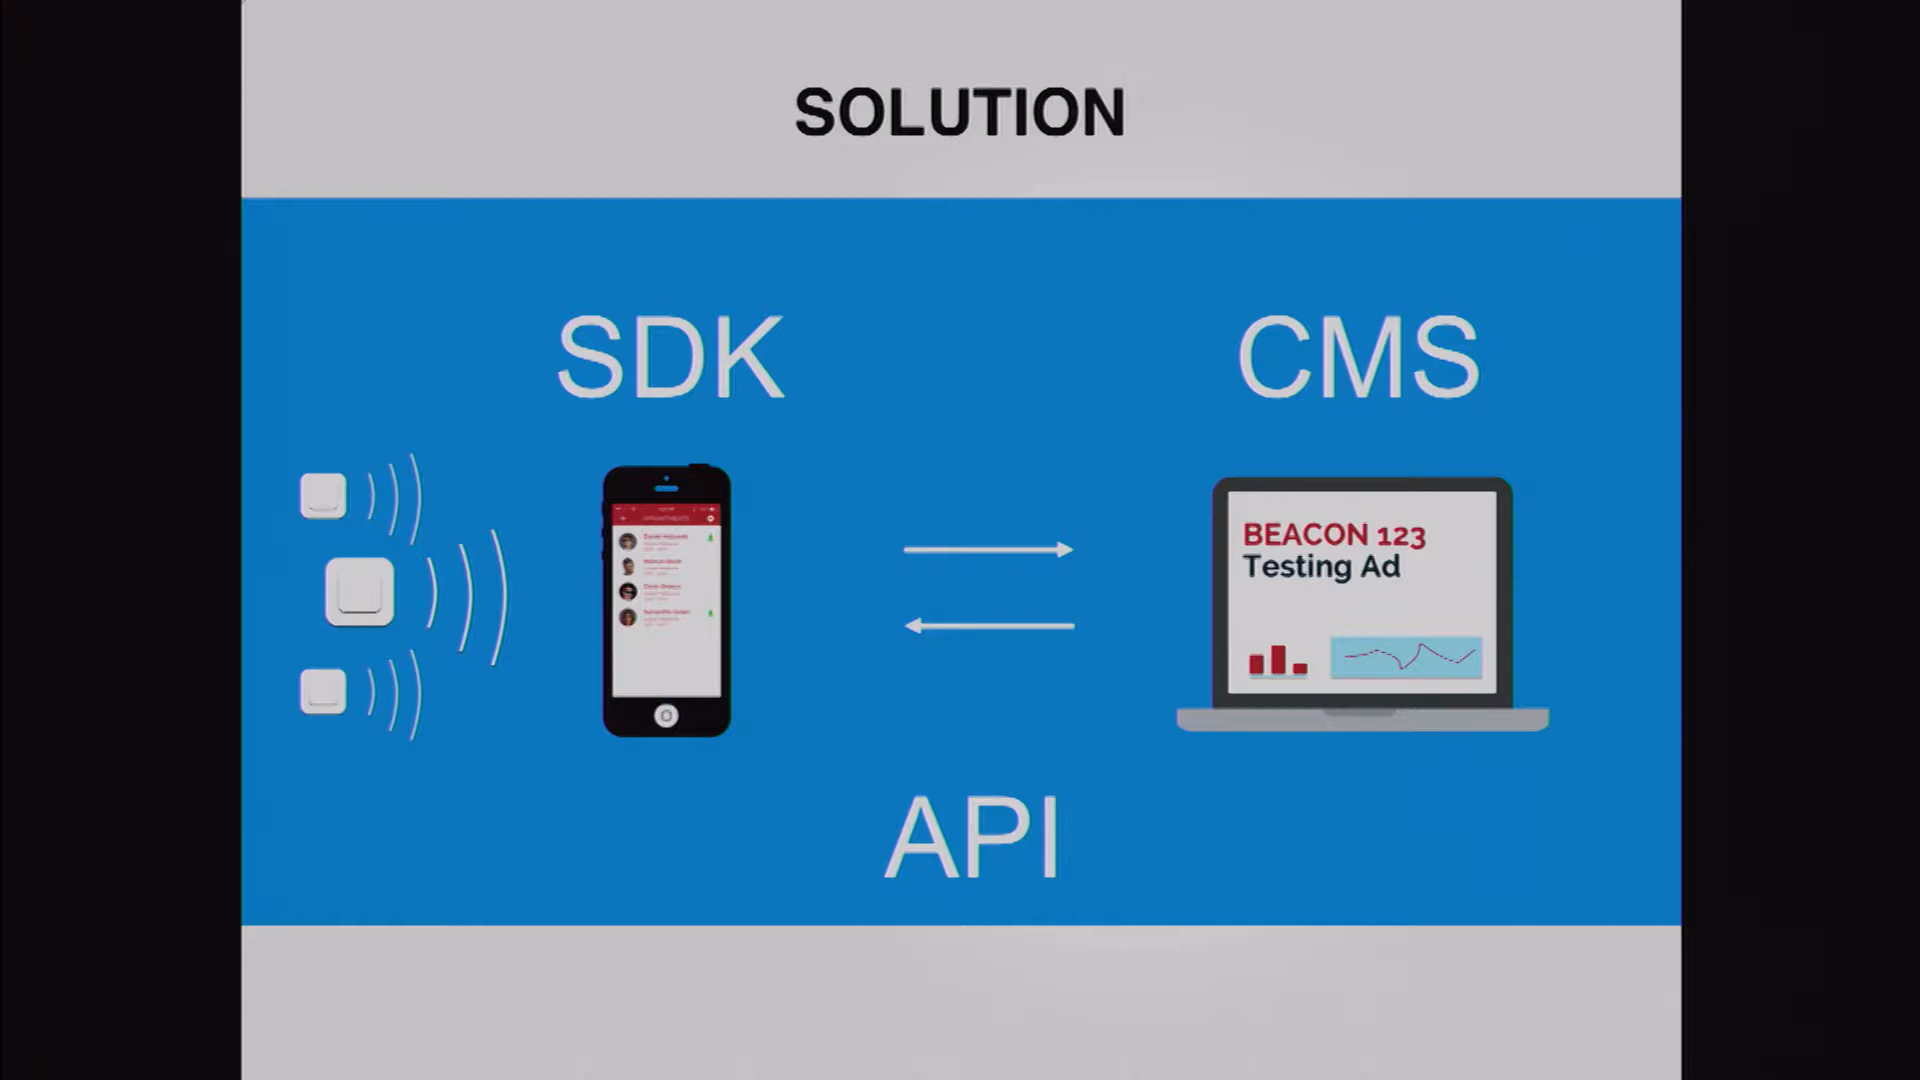 SOLUTION
SDK
CMS
BEACON 123
Testing Ad
API